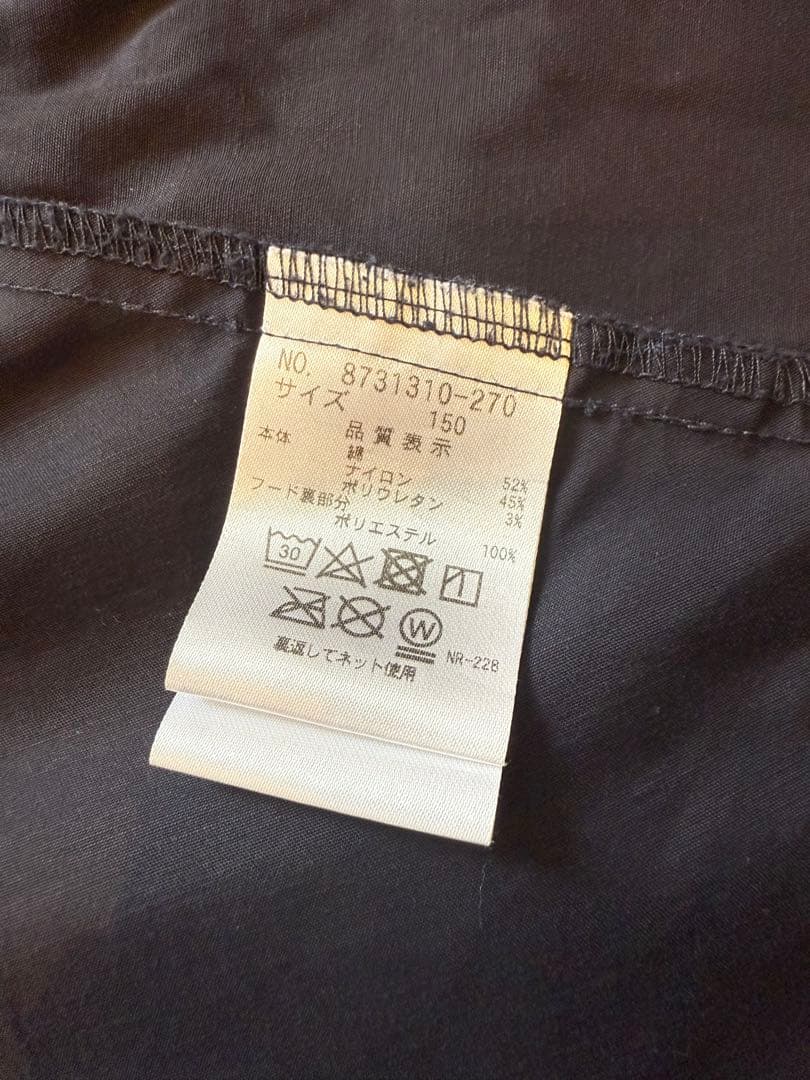 NO. 8731310-270
サイズ 150
品質表示
本体 綿 52%
ナイロン 45%
ポリウレタン 3%
フード裏部分
ポリエステル 100%
30
W
NR-228
裏返してネット使用